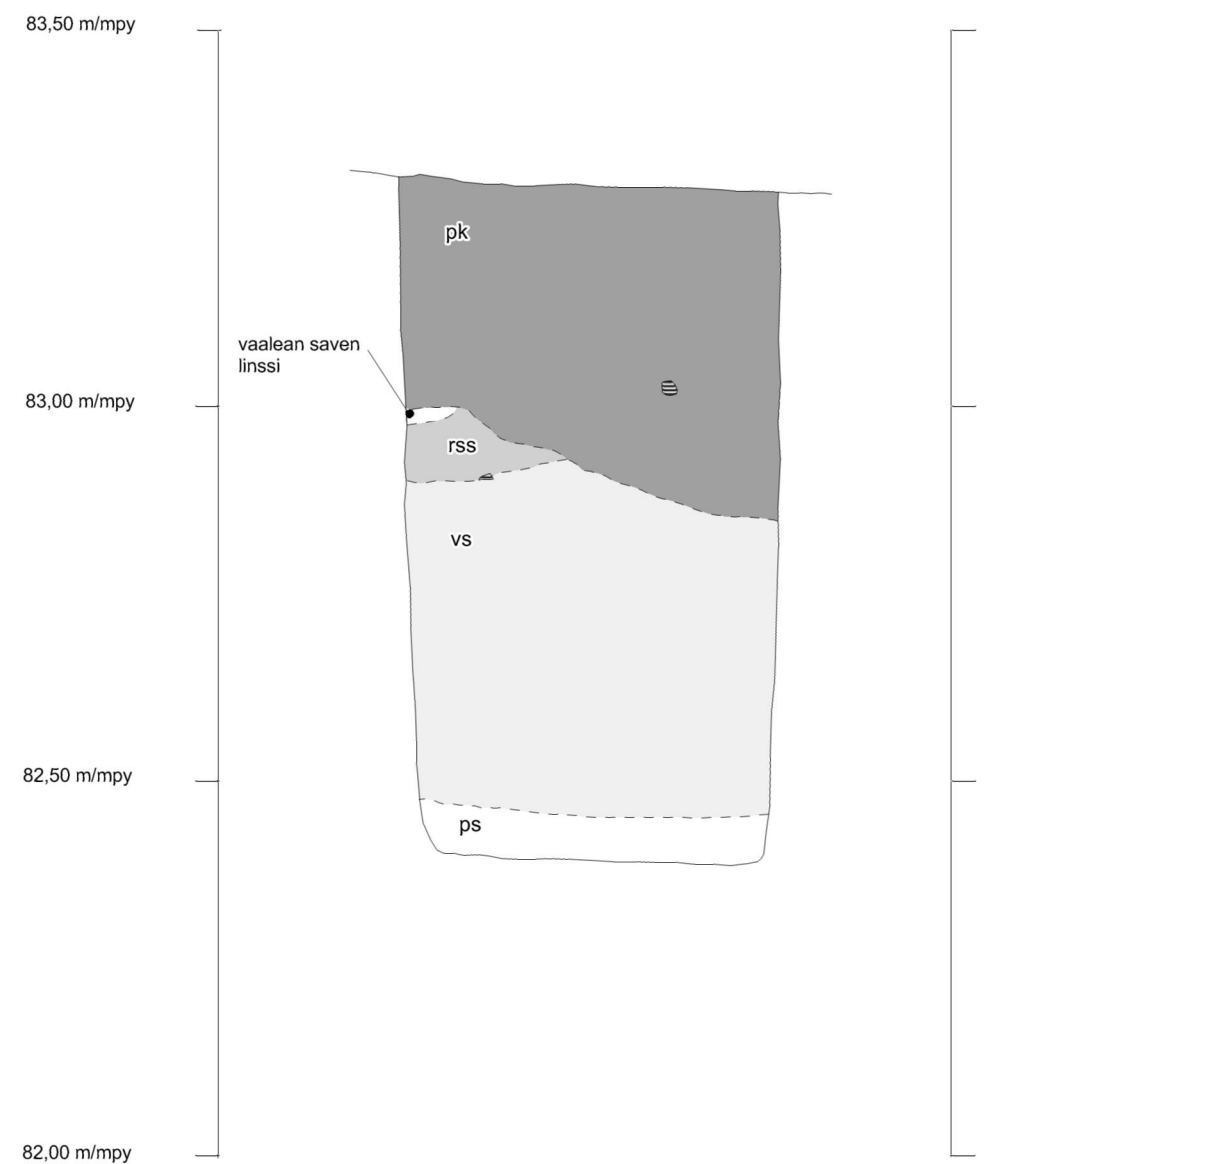 83,50 m/mpy
pk
vaalean saven
linssi
83,00 m/mpy
rss
vs
82,50 m/mpy
ps
82,00 m/mpy